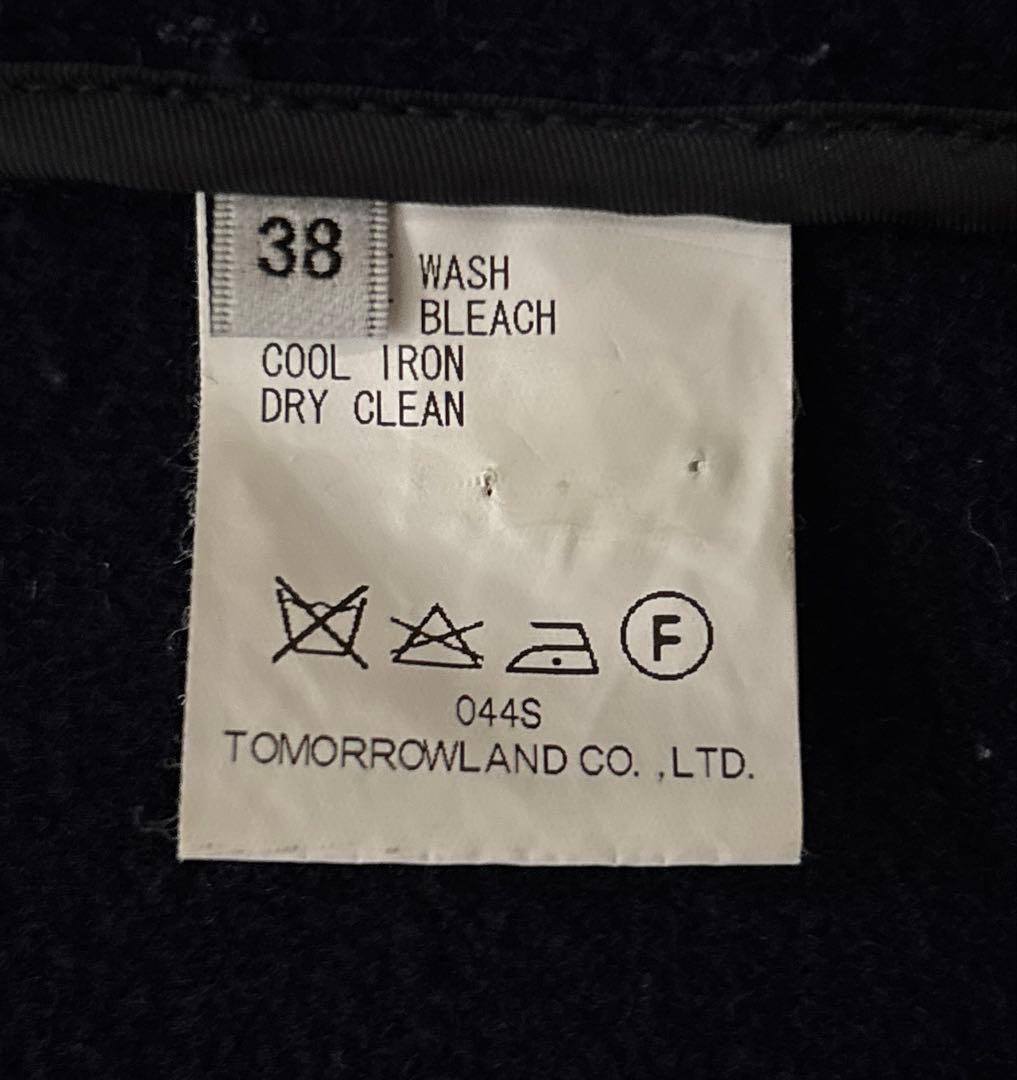 38
WASH
BLEACH
COOL IRON
DRY CLEAN
F
044S
TOMORROWLAND CO. ,LTD.